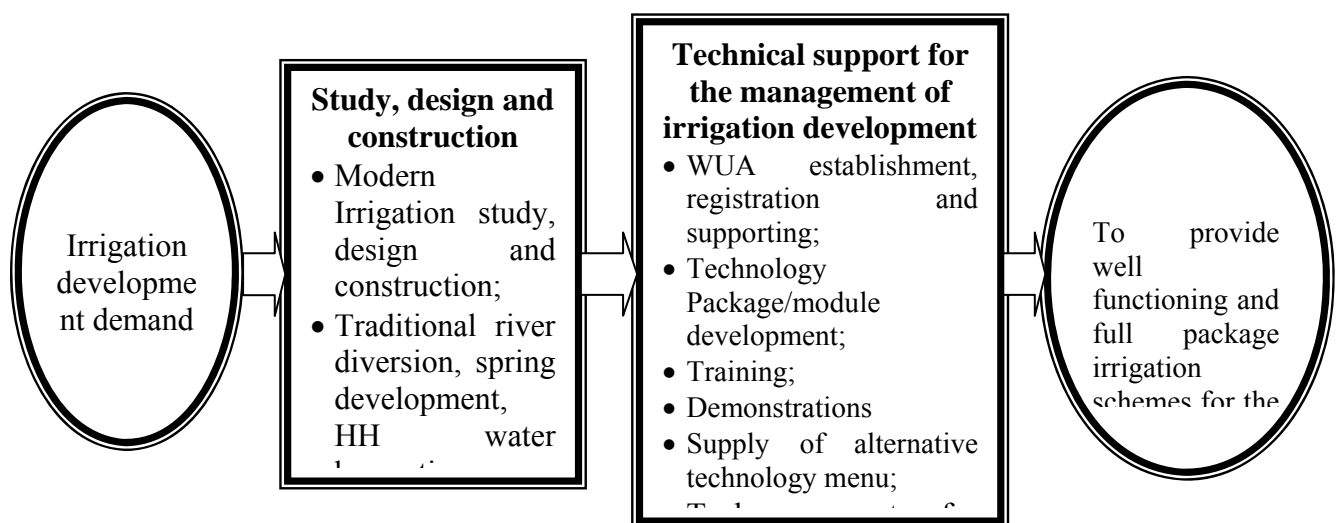 Irrigation
developme
nt demand
Study, design and
construction
• Modern
Irrigation study,
design and
construction;
• Traditional river
diversion, spring
development,
HH water
Technical support for
the management of
irrigation development
• WUA establishment,
registration and
supporting;
• Technology
Package/module
development;
• Training;
• Demonstrations
• Supply of alternative
technology menu;
To provide
well
functioning and
full package
irrigation
schemes for the